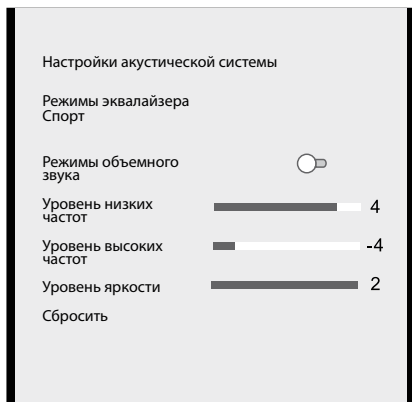 Настройки акустической системы
Режимы эквалайзера
Спорт
Режимы объемного
звука
Уровень низких
частот
4
Уровень высоких
частот
-4
Уровень яркости
2
Сбросить